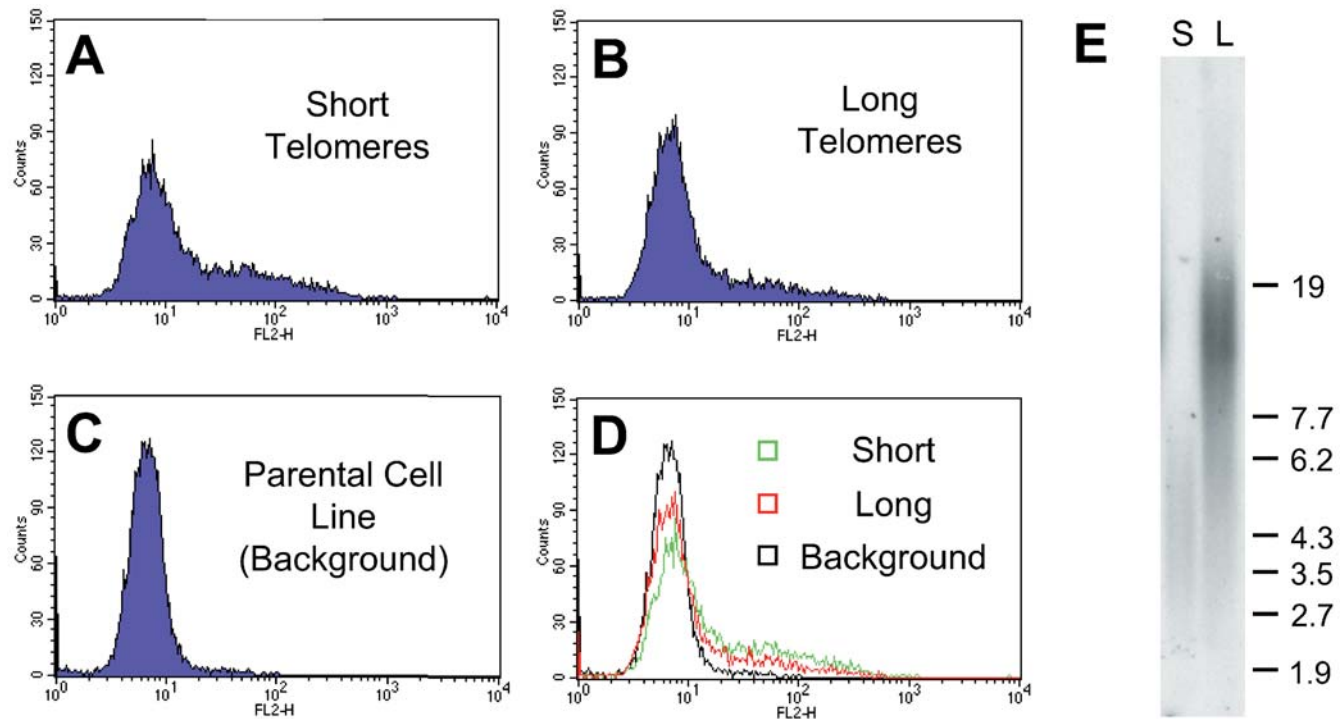 A
Short
Telomeres
Counts
150
120
90
60
30
0
10^0 10^1 10^2 10^3 10^4
FL2-H
B
Long
Telomeres
Counts
150
120
90
60
30
0
10^0 10^1 10^2 10^3 10^4
FL2-H
C
Parental Cell
Line
(Background)
Counts
150
120
90
60
30
0
10^0 10^1 10^2 10^3 10^4
FL2-H
D
Short
Long
Background
Counts
150
120
90
60
30
0
10^0 10^1 10^2 10^3 10^4
FL2-H
E
S L
19
7.7
6.2
4.3
3.5
2.7
1.9